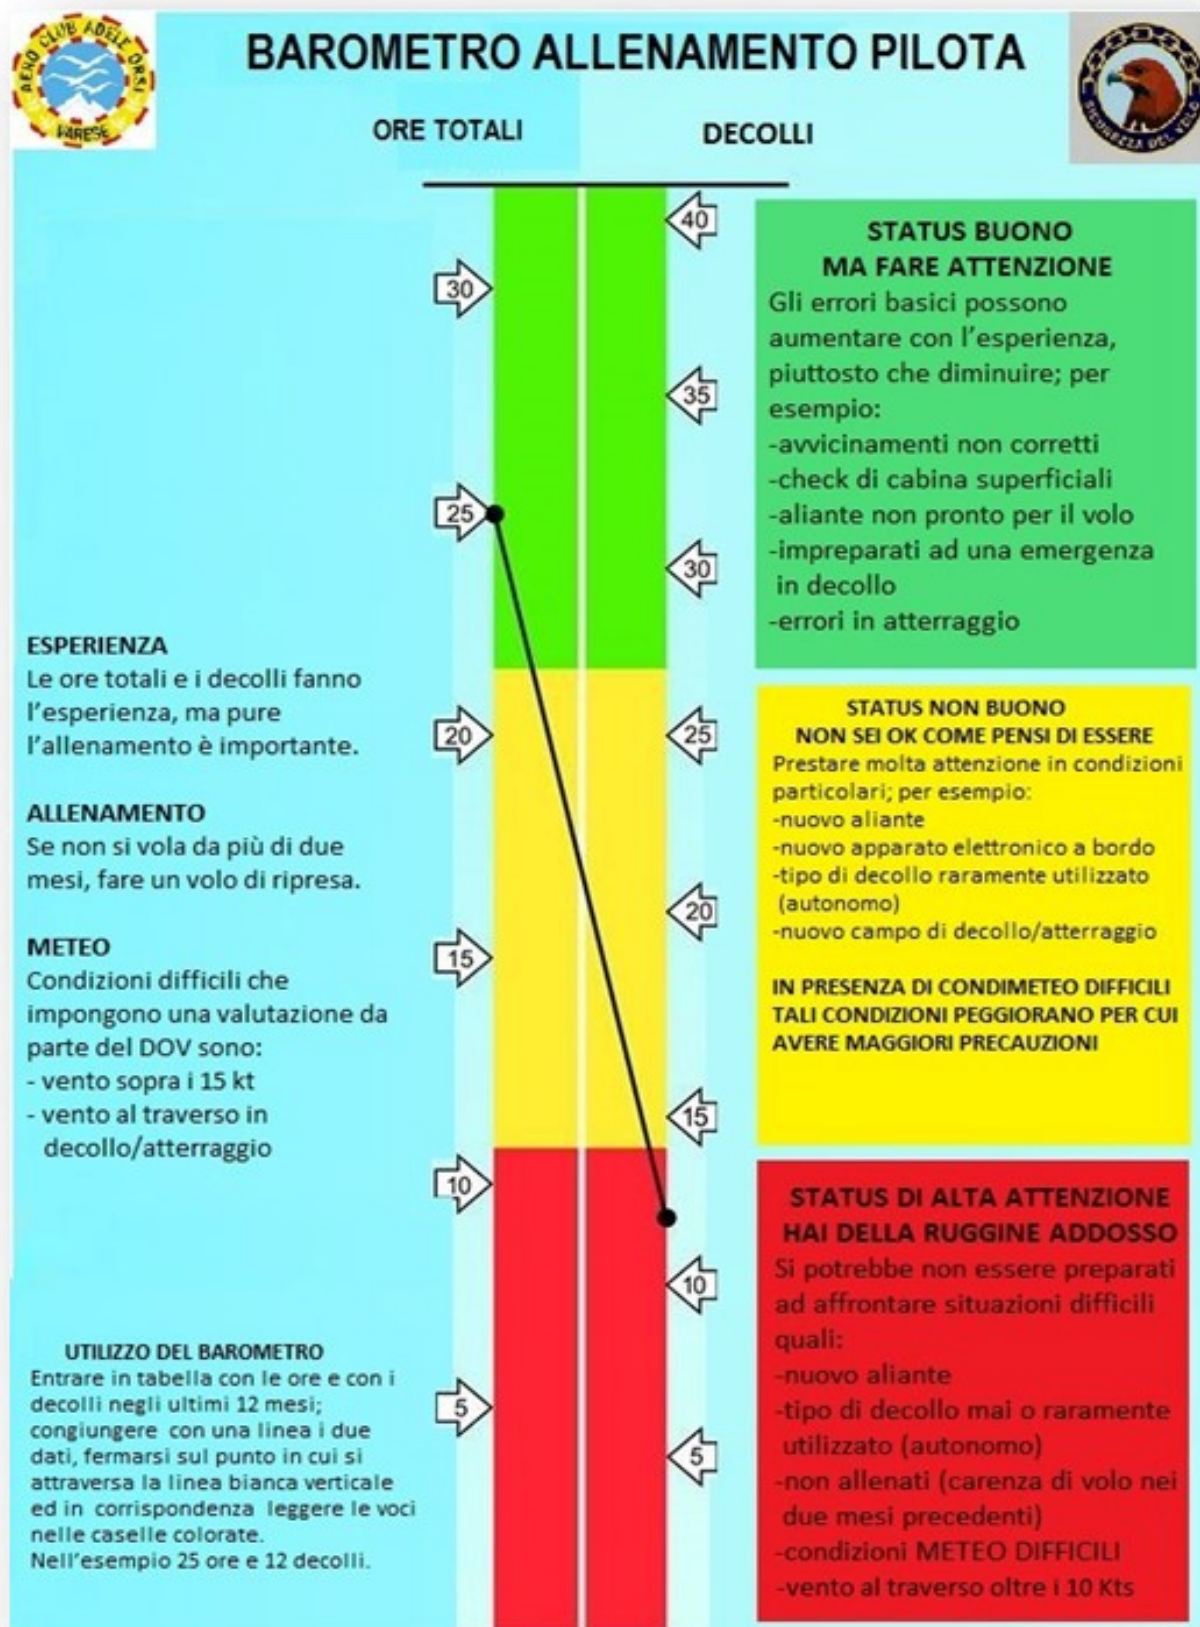 AERO CLUB ADELE ORSI
VARESE
BAROMETRO ALLENAMENTO PILOTA
SICUREZZA DEL VOLO
ORE TOTALI
DECOLLI
40
30
35
25
30
20
25
15
20
10
15
5
10
5
ESPERIENZA
Le ore totali e i decolli fanno
l'esperienza, ma pure
l'allenamento è importante.
ALLENAMENTO
Se non si vola da più di due
mesi, fare un volo di ripresa.
METEO
Condizioni difficili che
impongono una valutazione da
parte del DOV sono:
- vento sopra i 15 kt
- vento al traverso in
decollo/atterraggio
UTILIZZO DEL BAROMETRO
Entrare in tabella con le ore e con i
decolli negli ultimi 12 mesi;
congiungere con una linea i due
dati, fermarsi sul punto in cui si
attraversa la linea bianca verticale
ed in corrispondenza leggere le voci
nelle caselle colorate.
Nell'esempio 25 ore e 12 decolli.
STATUS BUONO
MA FARE ATTENZIONE
Gli errori basici possono
aumentare con l'esperienza,
piuttosto che diminuire; per
esempio:
-avvicinamenti non corretti
-check di cabina superficiali
-aliante non pronto per il volo
-impreparati ad una emergenza
in decollo
-errori in atterraggio
STATUS NON BUONO
NON SEI OK COME PENSI DI ESSERE
Prestare molta attenzione in condizioni
particolari; per esempio:
-nuovo aliante
-nuovo apparato elettronico a bordo
-tipo di decollo raramente utilizzato
(autonomo)
-nuovo campo di decollo/atterraggio
IN PRESENZA DI CONDIMETEO DIFFICILI
TALI CONDIZIONI PEGGIORANO PER CUI
AVERE MAGGIORI PRECAUZIONI
STATUS DI ALTA ATTENZIONE
HAI DELLA RUGGINE ADDOSSO
Si potrebbe non essere preparati
ad affrontare situazioni difficili
quali:
-nuovo aliante
-tipo di decollo mai o raramente
utilizzato (autonomo)
-non allenati (carenza di volo nei
due mesi precedenti)
-condizioni METEO DIFFICILI
-vento al traverso oltre i 10 Kts